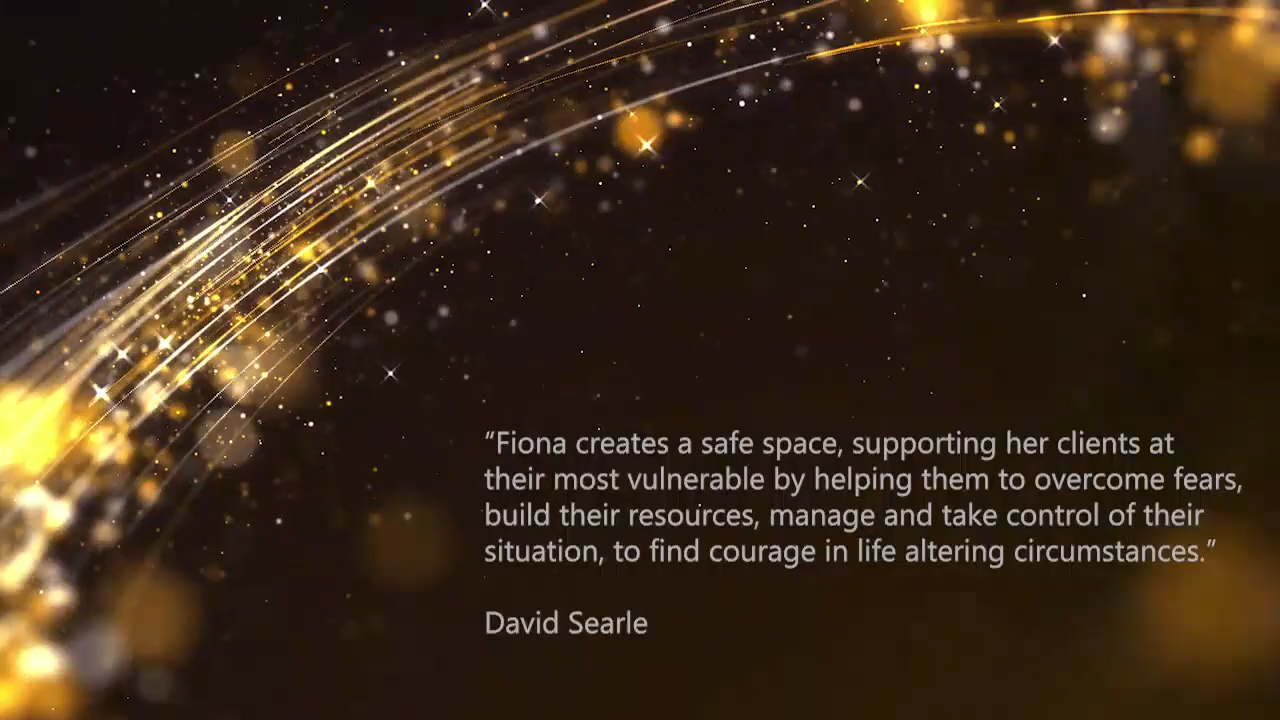 “Fiona creates a safe space, supporting her clients at
their most vulnerable by helping them to overcome fears,
build their resources, manage and take control of their
situation, to find courage in life altering circumstances.”
David Searle